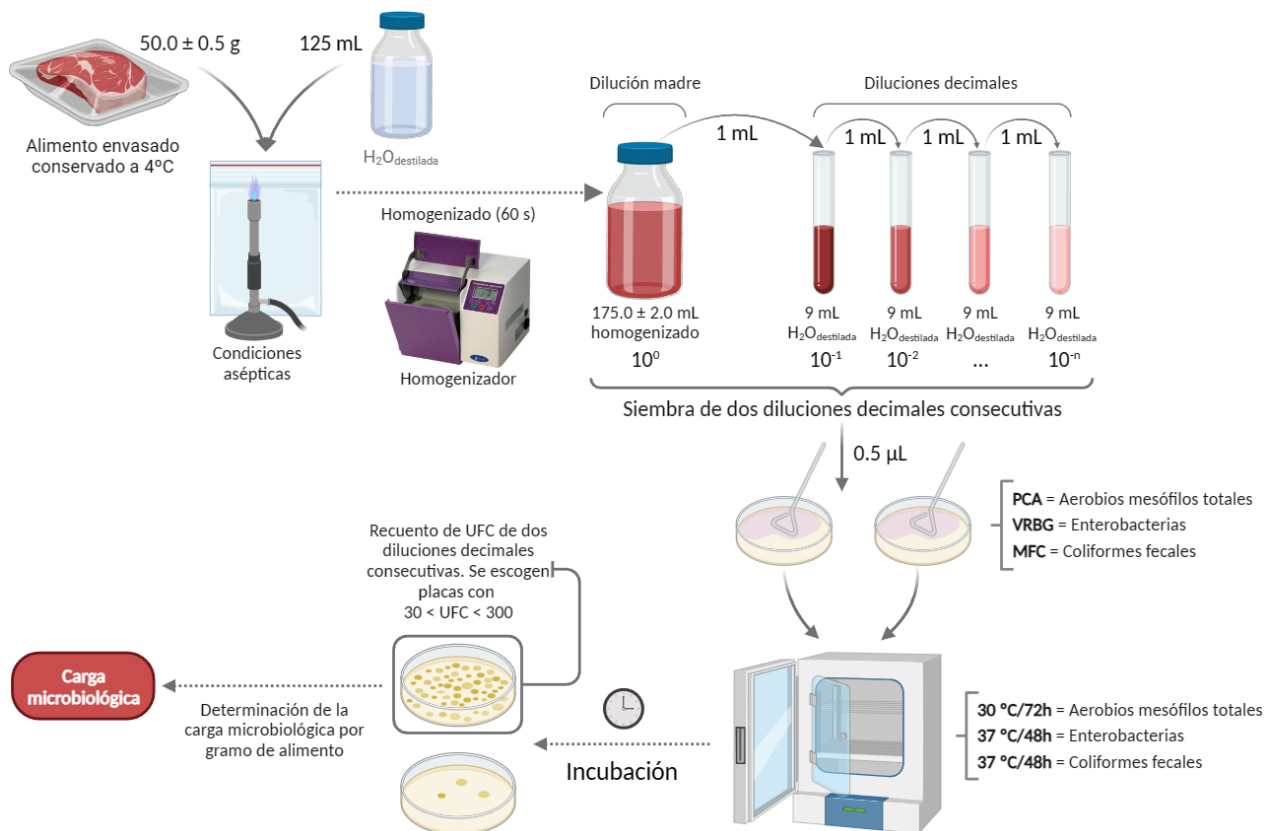 50.0 ± 0.5 g
125 mL
Alimento envasado
conservado a 4ºC
H₂Odestilada
Condiciones
asépticas
Homogenizado (60 s)
Homogenizador
Dilución madre
Diluciones decimales
1 mL
1 mL
1 mL
1 mL
175.0 ± 2.0 mL
homogenizado
10⁰
9 mL
H₂Odestilada
10⁻¹
9 mL
H₂Odestilada
10⁻²
9 mL
H₂Odestilada
...
9 mL
H₂Odestilada
10⁻ⁿ
Siembra de dos diluciones decimales consecutivas
0.5 µL
PCA = Aerobios mesófilos totales
VRBG = Enterobacterias
MFC = Coliformes fecales
30 ºC/72h = Aerobios mesófilos totales
37 ºC/48h = Enterobacterias
37 ºC/48h = Coliformes fecales
Incubación
Recuento de UFC de dos
diluciones decimales
consecutivas. Se escogen
placas con
30 < UFC < 300
Determinación de la
carga microbiológica por
gramo de alimento
Carga
microbiológica